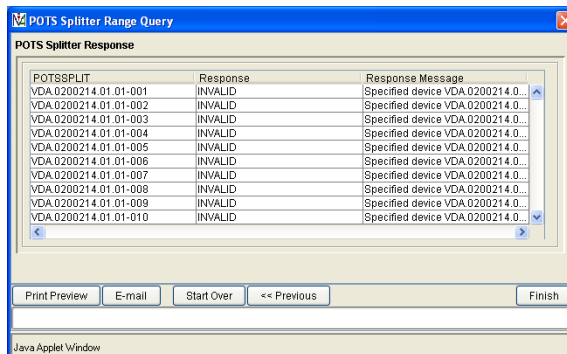 POTS Splitter Range Query
POTS Splitter Response
POTSSPLIT Response Response Message
VDA.0200214.01.01-001 INVALID Specified device VDA.0200214.0...
VDA.0200214.01.01-002 INVALID Specified device VDA.0200214.0...
VDA.0200214.01.01-003 INVALID Specified device VDA.0200214.0...
VDA.0200214.01.01-004 INVALID Specified device VDA.0200214.0...
VDA.0200214.01.01-005 INVALID Specified device VDA.0200214.0...
VDA.0200214.01.01-006 INVALID Specified device VDA.0200214.0...
VDA.0200214.01.01-007 INVALID Specified device VDA.0200214.0...
VDA.0200214.01.01-008 INVALID Specified device VDA.0200214.0...
VDA.0200214.01.01-009 INVALID Specified device VDA.0200214.0...
VDA.0200214.01.01-010 INVALID Specified device VDA.0200214.0...
Print Preview E-mail Start Over << Previous Finish
Java Applet Window